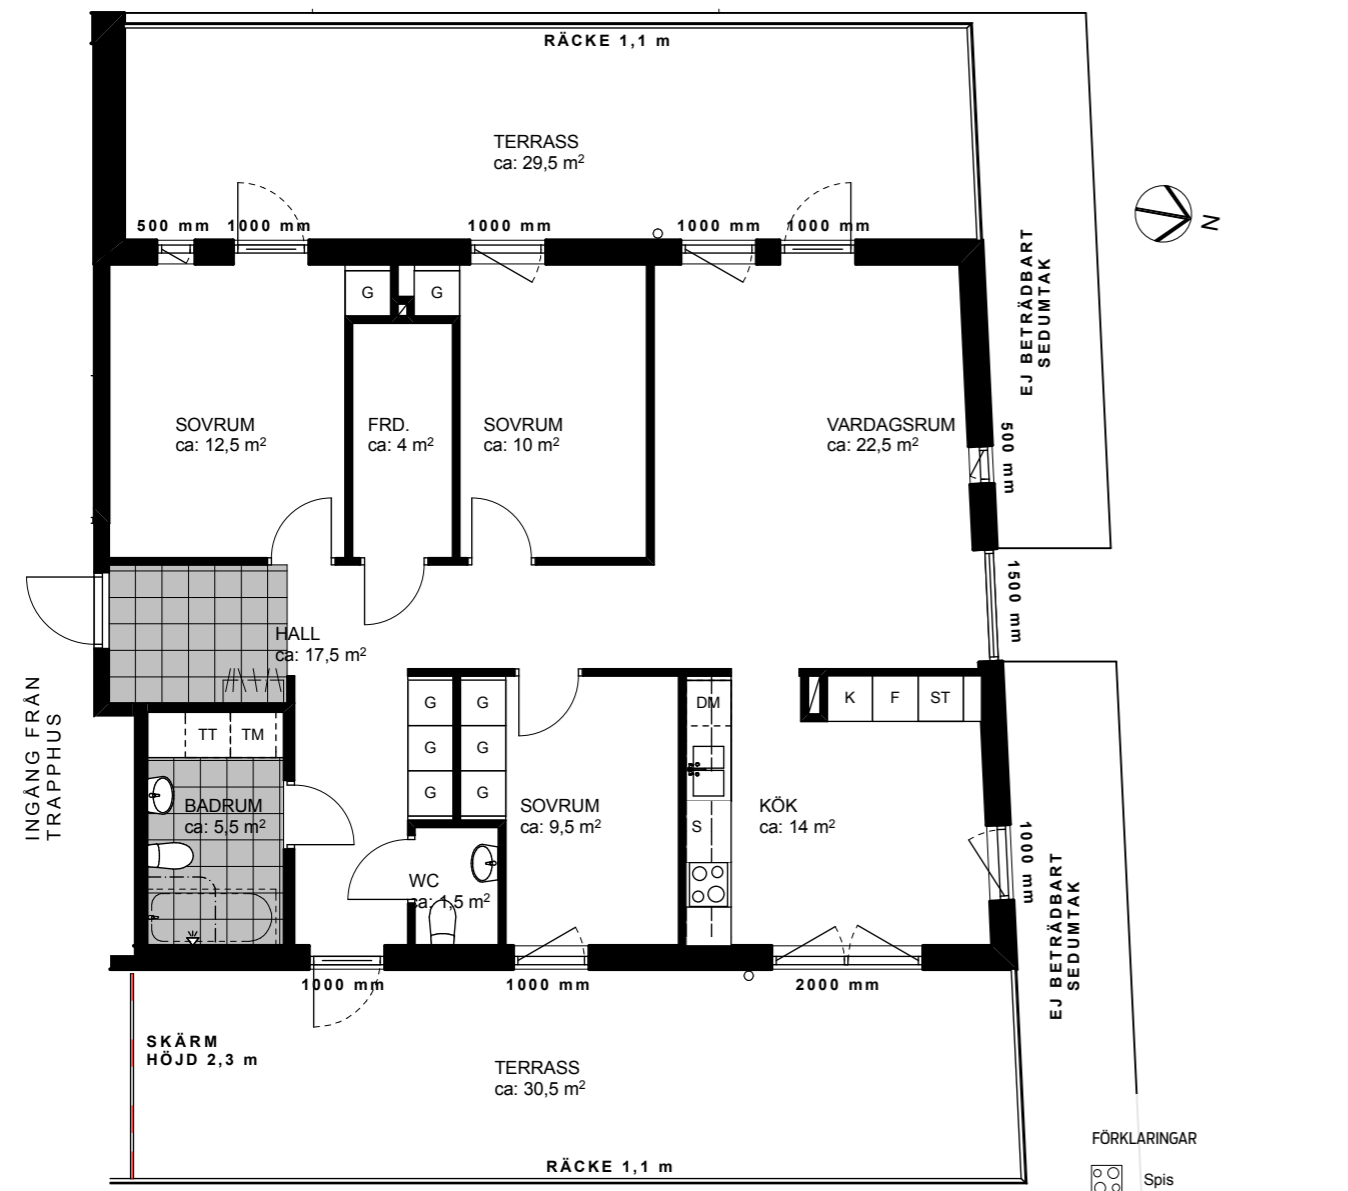 RÄCKE 1,1 m
TERRASS
ca: 29,5 m²
500 mm
1000 mm
1000 mm
1000 mm
1000 mm
N
G
G
EJ BETRÄDBART
SEDUMTAK
SOVRUM
ca: 12,5 m²
FRD.
ca: 4 m²
SOVRUM
ca: 10 m²
VARDAGSRUM
ca: 22,5 m²
500 mm
1500 mm
HALL
ca: 17,5 m²
INGÅNG FRÅN
TRAPPHUS
TT
TM
G
G
G
G
G
G
DM
K
F
ST
BADRUM
ca: 5,5 m²
SOVRUM
ca: 9,5 m²
S
KÖK
ca: 14 m²
1000 mm
WC
ca: 1,5 m²
EJ BETRÄDBART
SEDUMTAK
1000 mm
1000 mm
2000 mm
SKÄRM
HÖJD 2,3 m
TERRASS
ca: 30,5 m²
RÄCKE 1,1 m
FÖRKLARINGAR
Spis